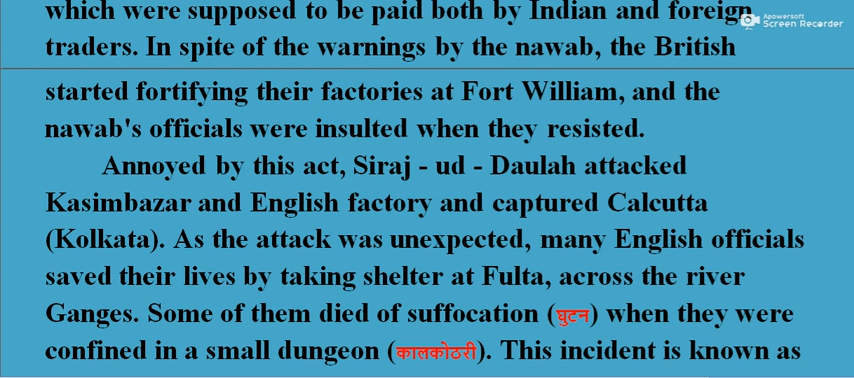 which were supposed to be paid both by Indian and foreign
Apowersoft
Screen Recorder
traders. In spite of the warnings by the nawab, the British
started fortifying their factories at Fort William, and the
nawab's officials were insulted when they resisted.
Annoyed by this act, Siraj - ud - Daulah attacked
Kasimbazar and English factory and captured Calcutta
(Kolkata). As the attack was unexpected, many English officials
saved their lives by taking shelter at Fulta, across the river
Ganges. Some of them died of suffocation (घुटन) when they were
confined in a small dungeon (कालकोठरी). This incident is known as